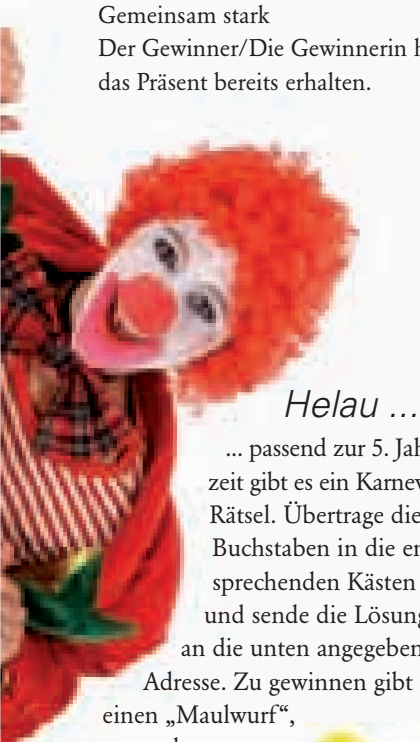 Gemeinsam stark
Der Gewinner/Die Gewinnerin h
das Präsent bereits erhalten.
Helau ...
... passend zur 5. Jah
zeit gibt es ein Karnev
Rätsel. Übertrage die
Buchstaben in die en
sprechenden Kästen
und sende die Lösung
an die unten angegeben
Adresse. Zu gewinnen gibt
einen „Maulwurf“,